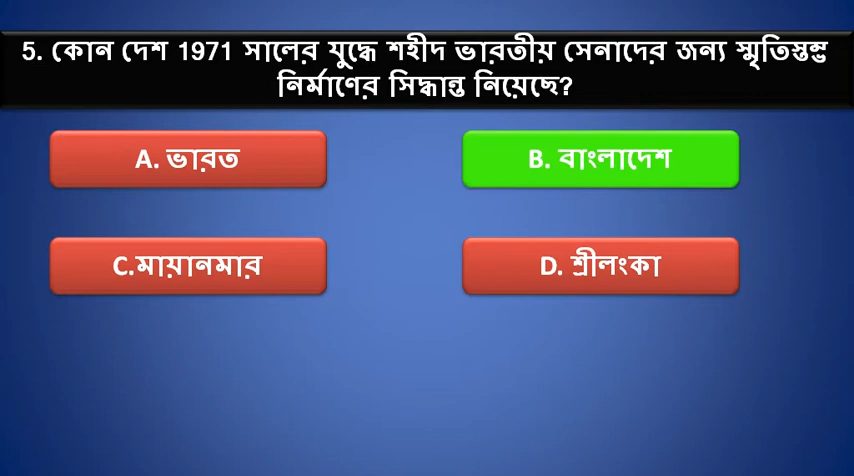 5. কোন দেশ 1971 সালের যুদ্ধে শহীদ ভারতীয় সেনাদের জন্য স্মৃতিস্তম্ভ
নির্মাণের সিদ্ধান্ত নিয়েছে?
A. ভারত
B. বাংলাদেশ
C.মায়ানমার
D. শ্রীলংকা